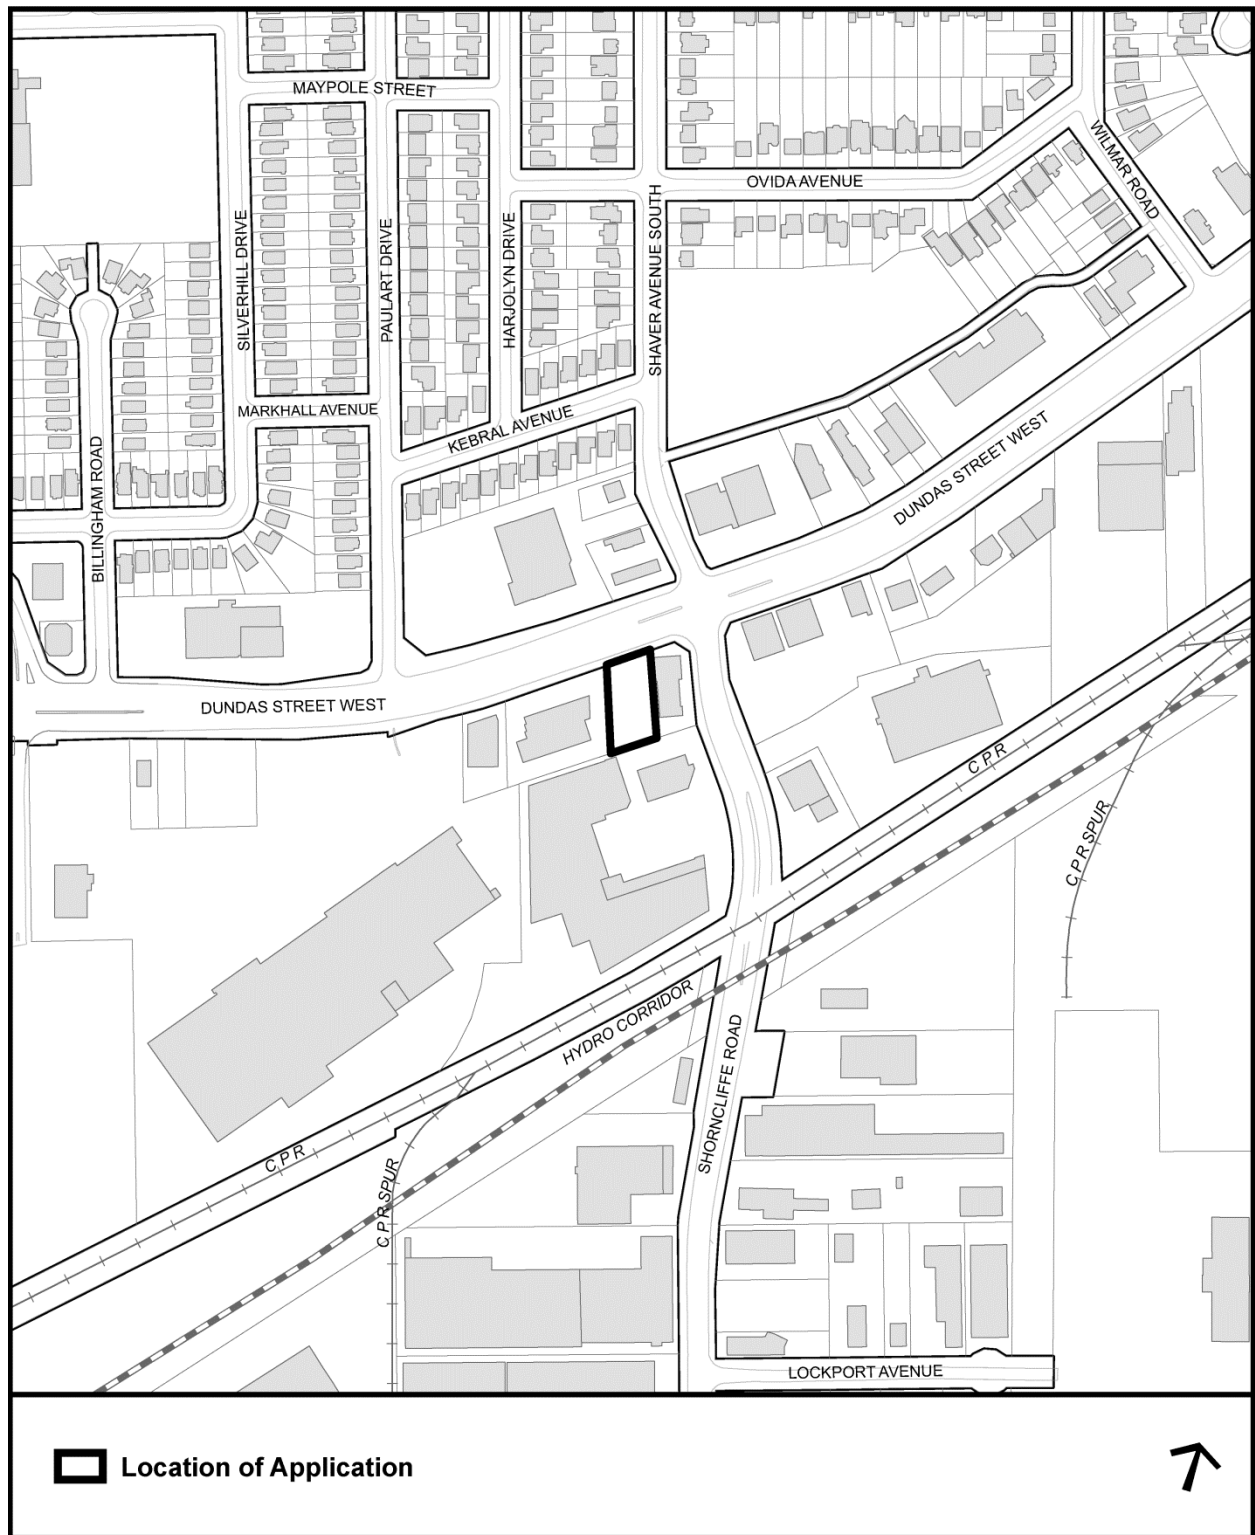 MAYPOLE STREET
WILMAR ROAD
OVIDA AVENUE
SILVERHILL DRIVE
PAULART DRIVE
HARJOLYN DRIVE
SHAVER AVENUE SOUTH
MARKHALL AVENUE
KEBRAL AVENUE
BILLINGHAM ROAD
DUNDAS STREET WEST
DUNDAS STREET WEST
C P R
C P R SPUR
HYDRO CORRIDOR
SHORNCLIFFE ROAD
C P R
C P R SPUR
LOCKPORT AVENUE
Location of Application